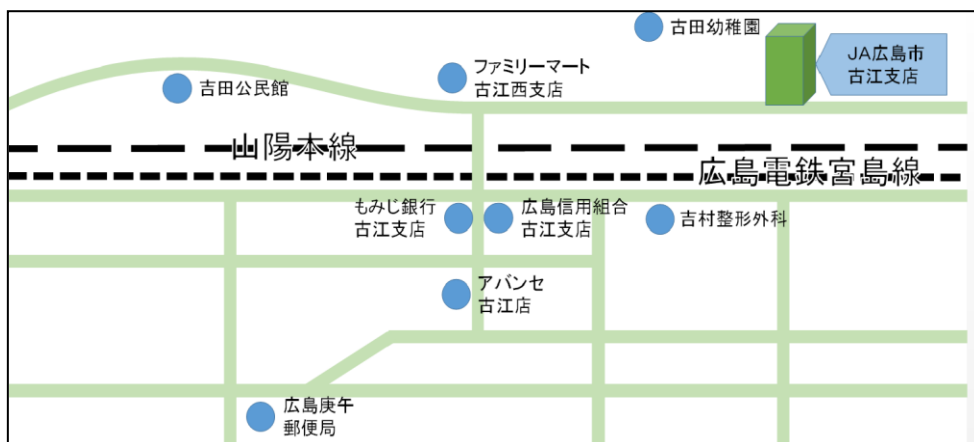 古田幼稚園
JA広島市
古江支店
ファミリーマート
古江西支店
吉田公民館
山陽本線
広島電鉄宮島線
もみじ銀行
古江支店
広島信用組合
古江支店
吉村整形外科
アバンセ
古江店
広島庚午
郵便局